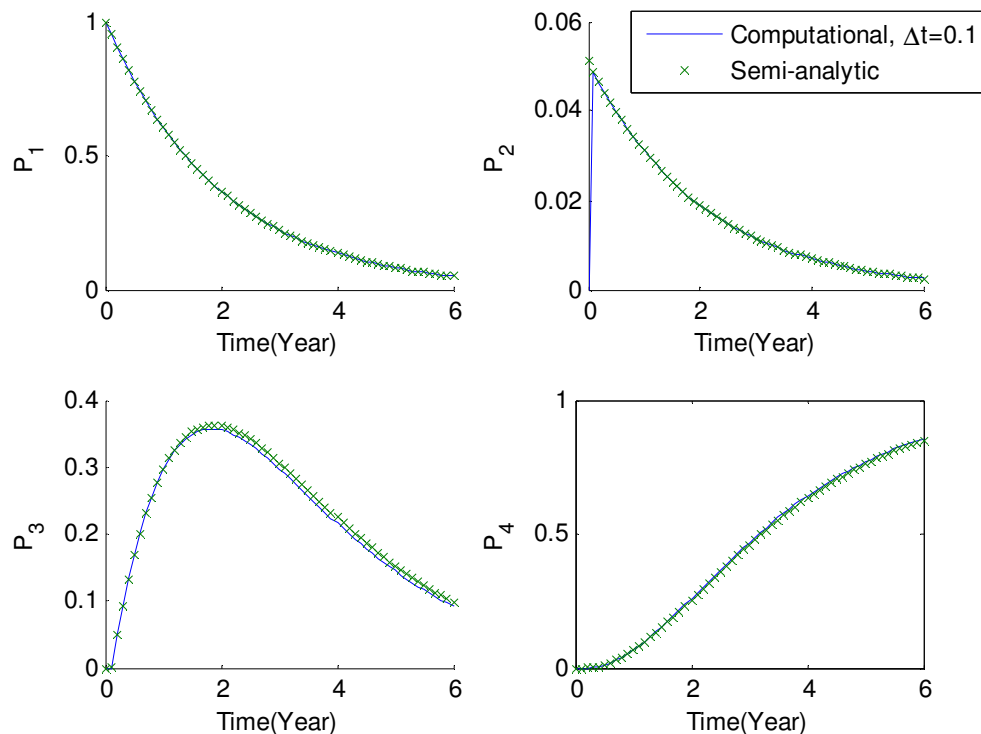 1
0.5
0
P1
0 2 4 6
Time(Year)
0.06
0.04
0.02
0
P2
0 2 4 6
Time(Year)
Computational, Δt=0.1
Semi-analytic
0.4
0.3
0.2
0.1
0
P3
0 2 4 6
Time(Year)
1
0.5
0
P4
0 2 4 6
Time(Year)